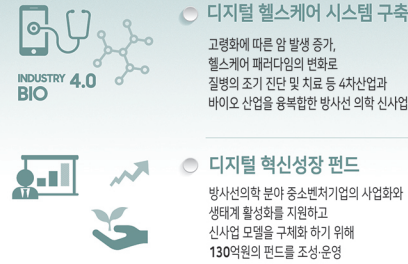 디지털 헬스케어 시스템 구축
고령화에 따른 암 발생 증가,
헬스케어 패러다임의 변화로
질병의 조기 진단 및 치료 등 4차산업과
바이오 산업을 융복합한 방사선 의학 신사업
INDUSTRY 4.0
BIO
디지털 혁신성장 펀드
방사선의학 분야 중소벤처기업의 사업화와
생태계 활성화를 지원하고
신사업 모델을 구체화 하기 위해
130억원의 펀드를 조성·운영